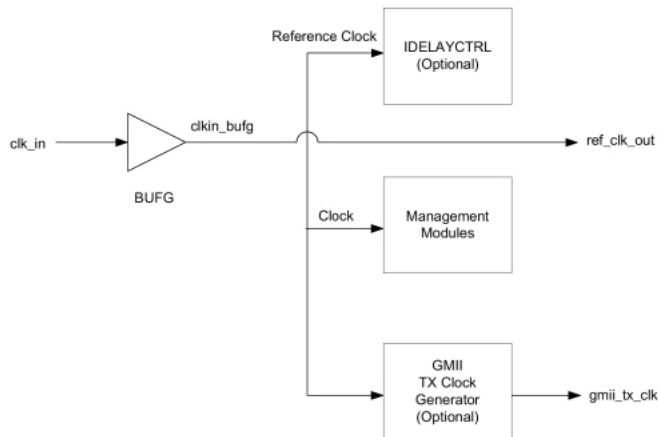 Reference Clock
IDELAYCTRL
(Optional)
clk_in
clkin_bufg
ref_clk_out
BUFG
Clock
Management
Modules
GMII
TX Clock
Generator
(Optional)
gmii_tx_clk